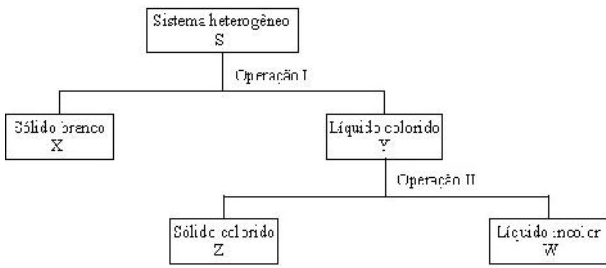 Sistema heterogêneo
S
Operação I
Sólido branco
X
Líquido colorido
Y
Operação II
Sólido colorido
Z
Líquido incolor
W